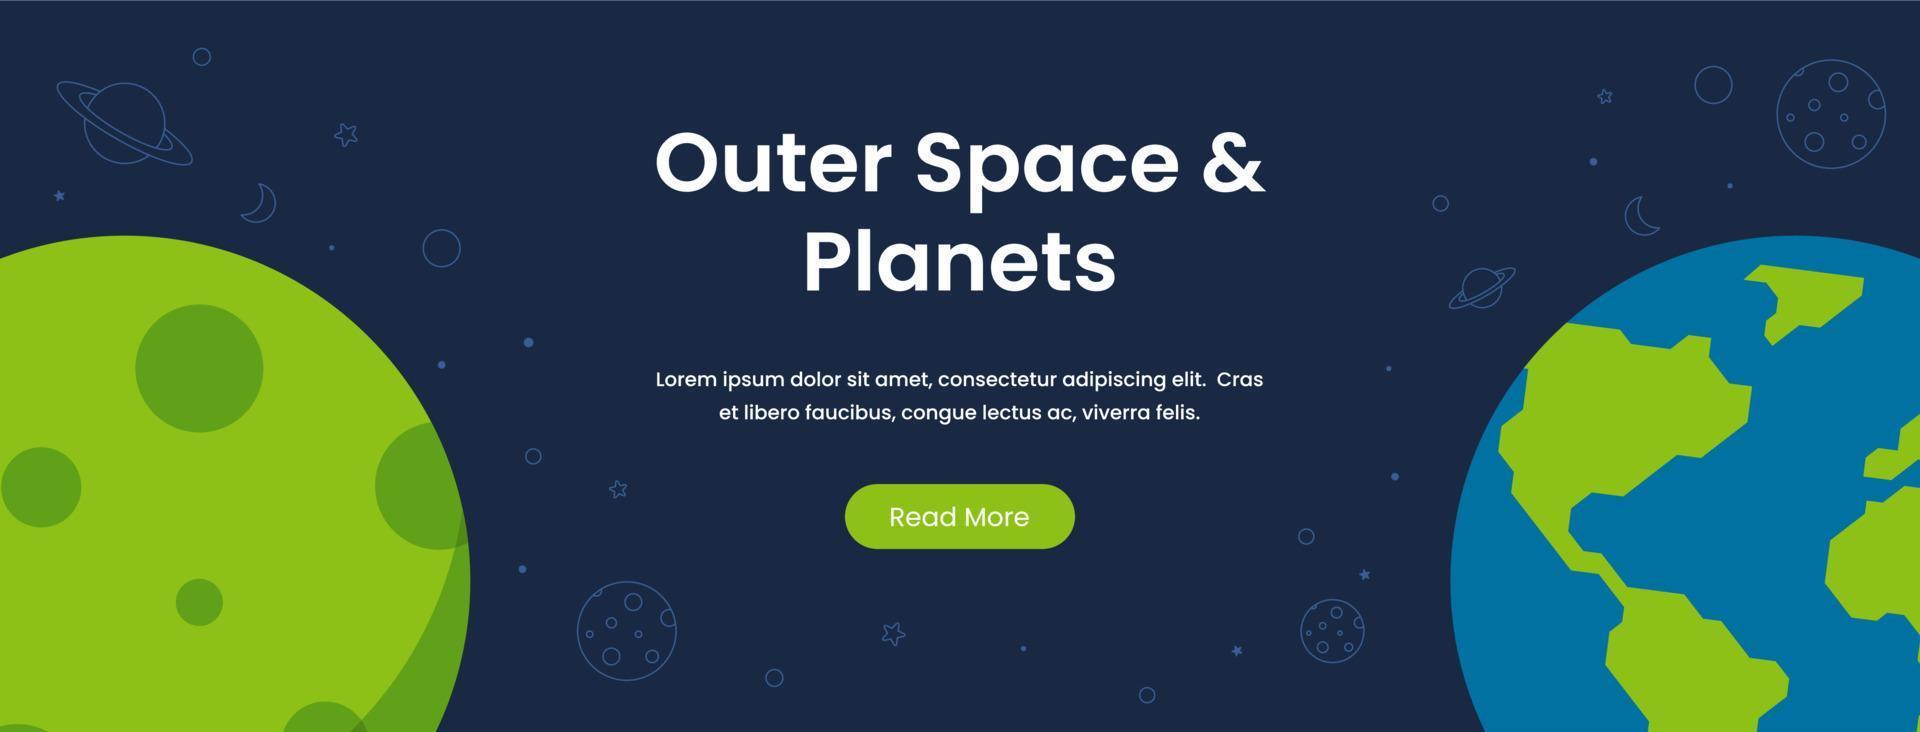 Outer Space &
Planets
Lorem ipsum dolor sit amet, consectetur adipiscing elit.  Cras
et libero faucibus, congue lectus ac, viverra felis.
Read More